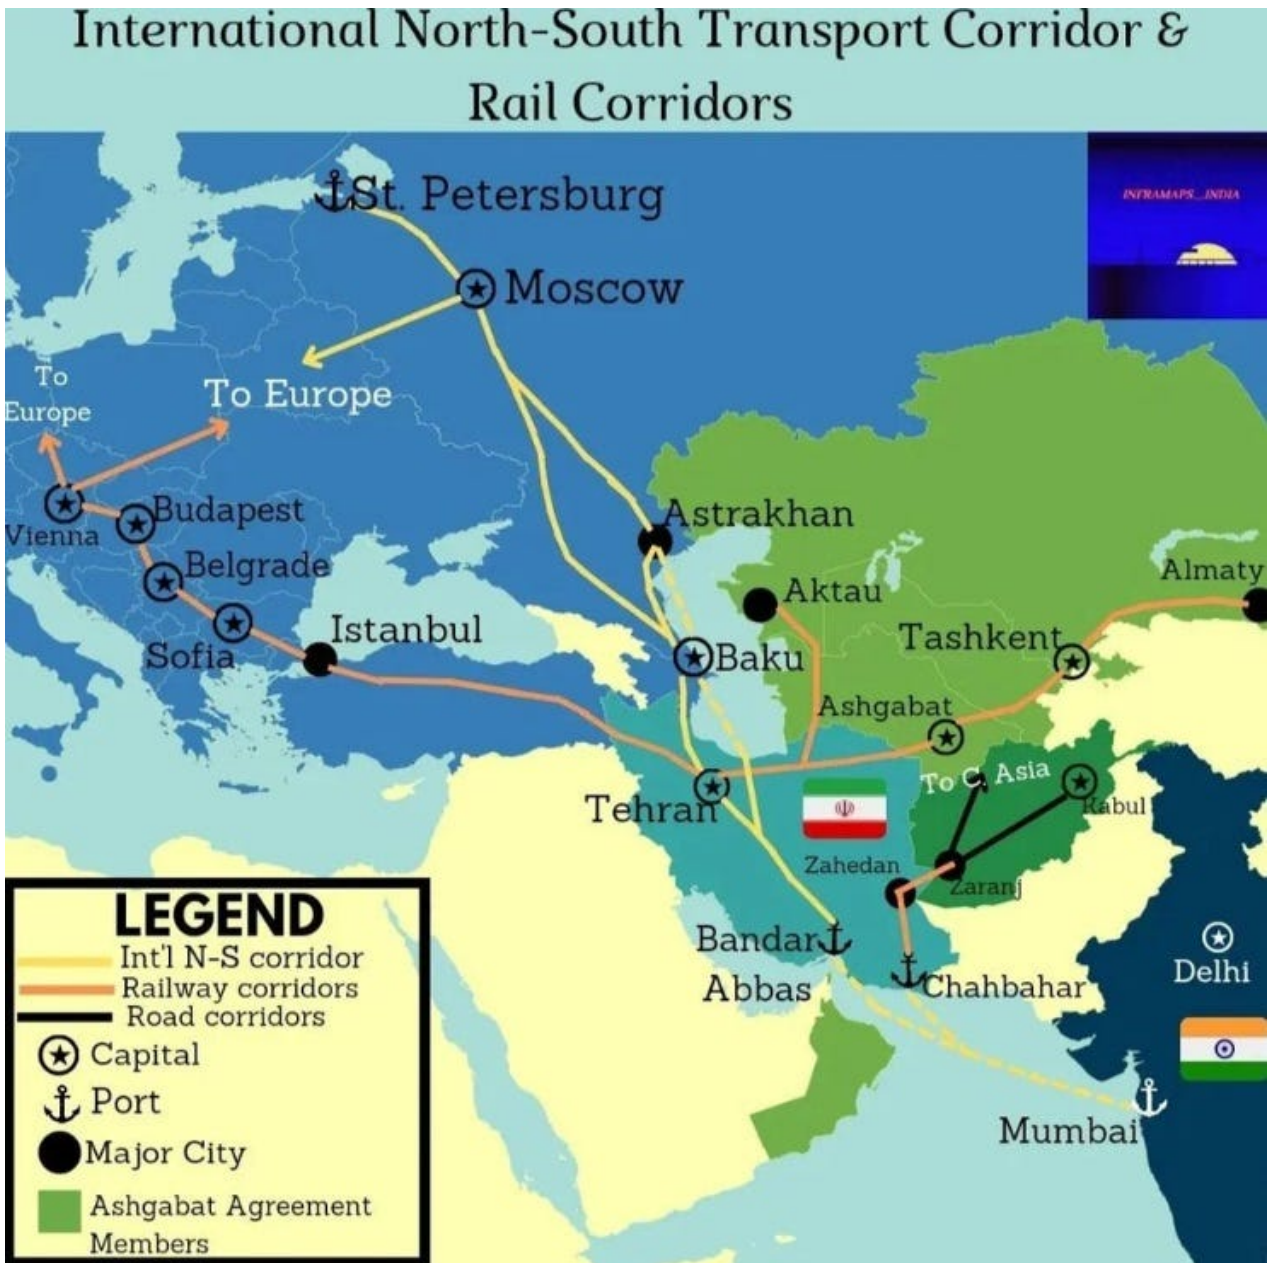 International North-South Transport Corridor &
Rail Corridors
INFRAMAPS_INDIA
St. Petersburg
Moscow
To
Europe
To Europe
Budapest
Vienna
Belgrade
Sofia
Istanbul
Astrakhan
Aktau
Almaty
Tashkent
Baku
Ashgabat
To C. Asia
Tehran
Kabul
Zahedan
Zaranj
Bandar
Abbas
Chahbahar
Delhi
Mumbai
LEGEND
Int'l N-S corridor
Railway corridors
Road corridors
Capital
Port
Major City
Ashgabat Agreement
Members